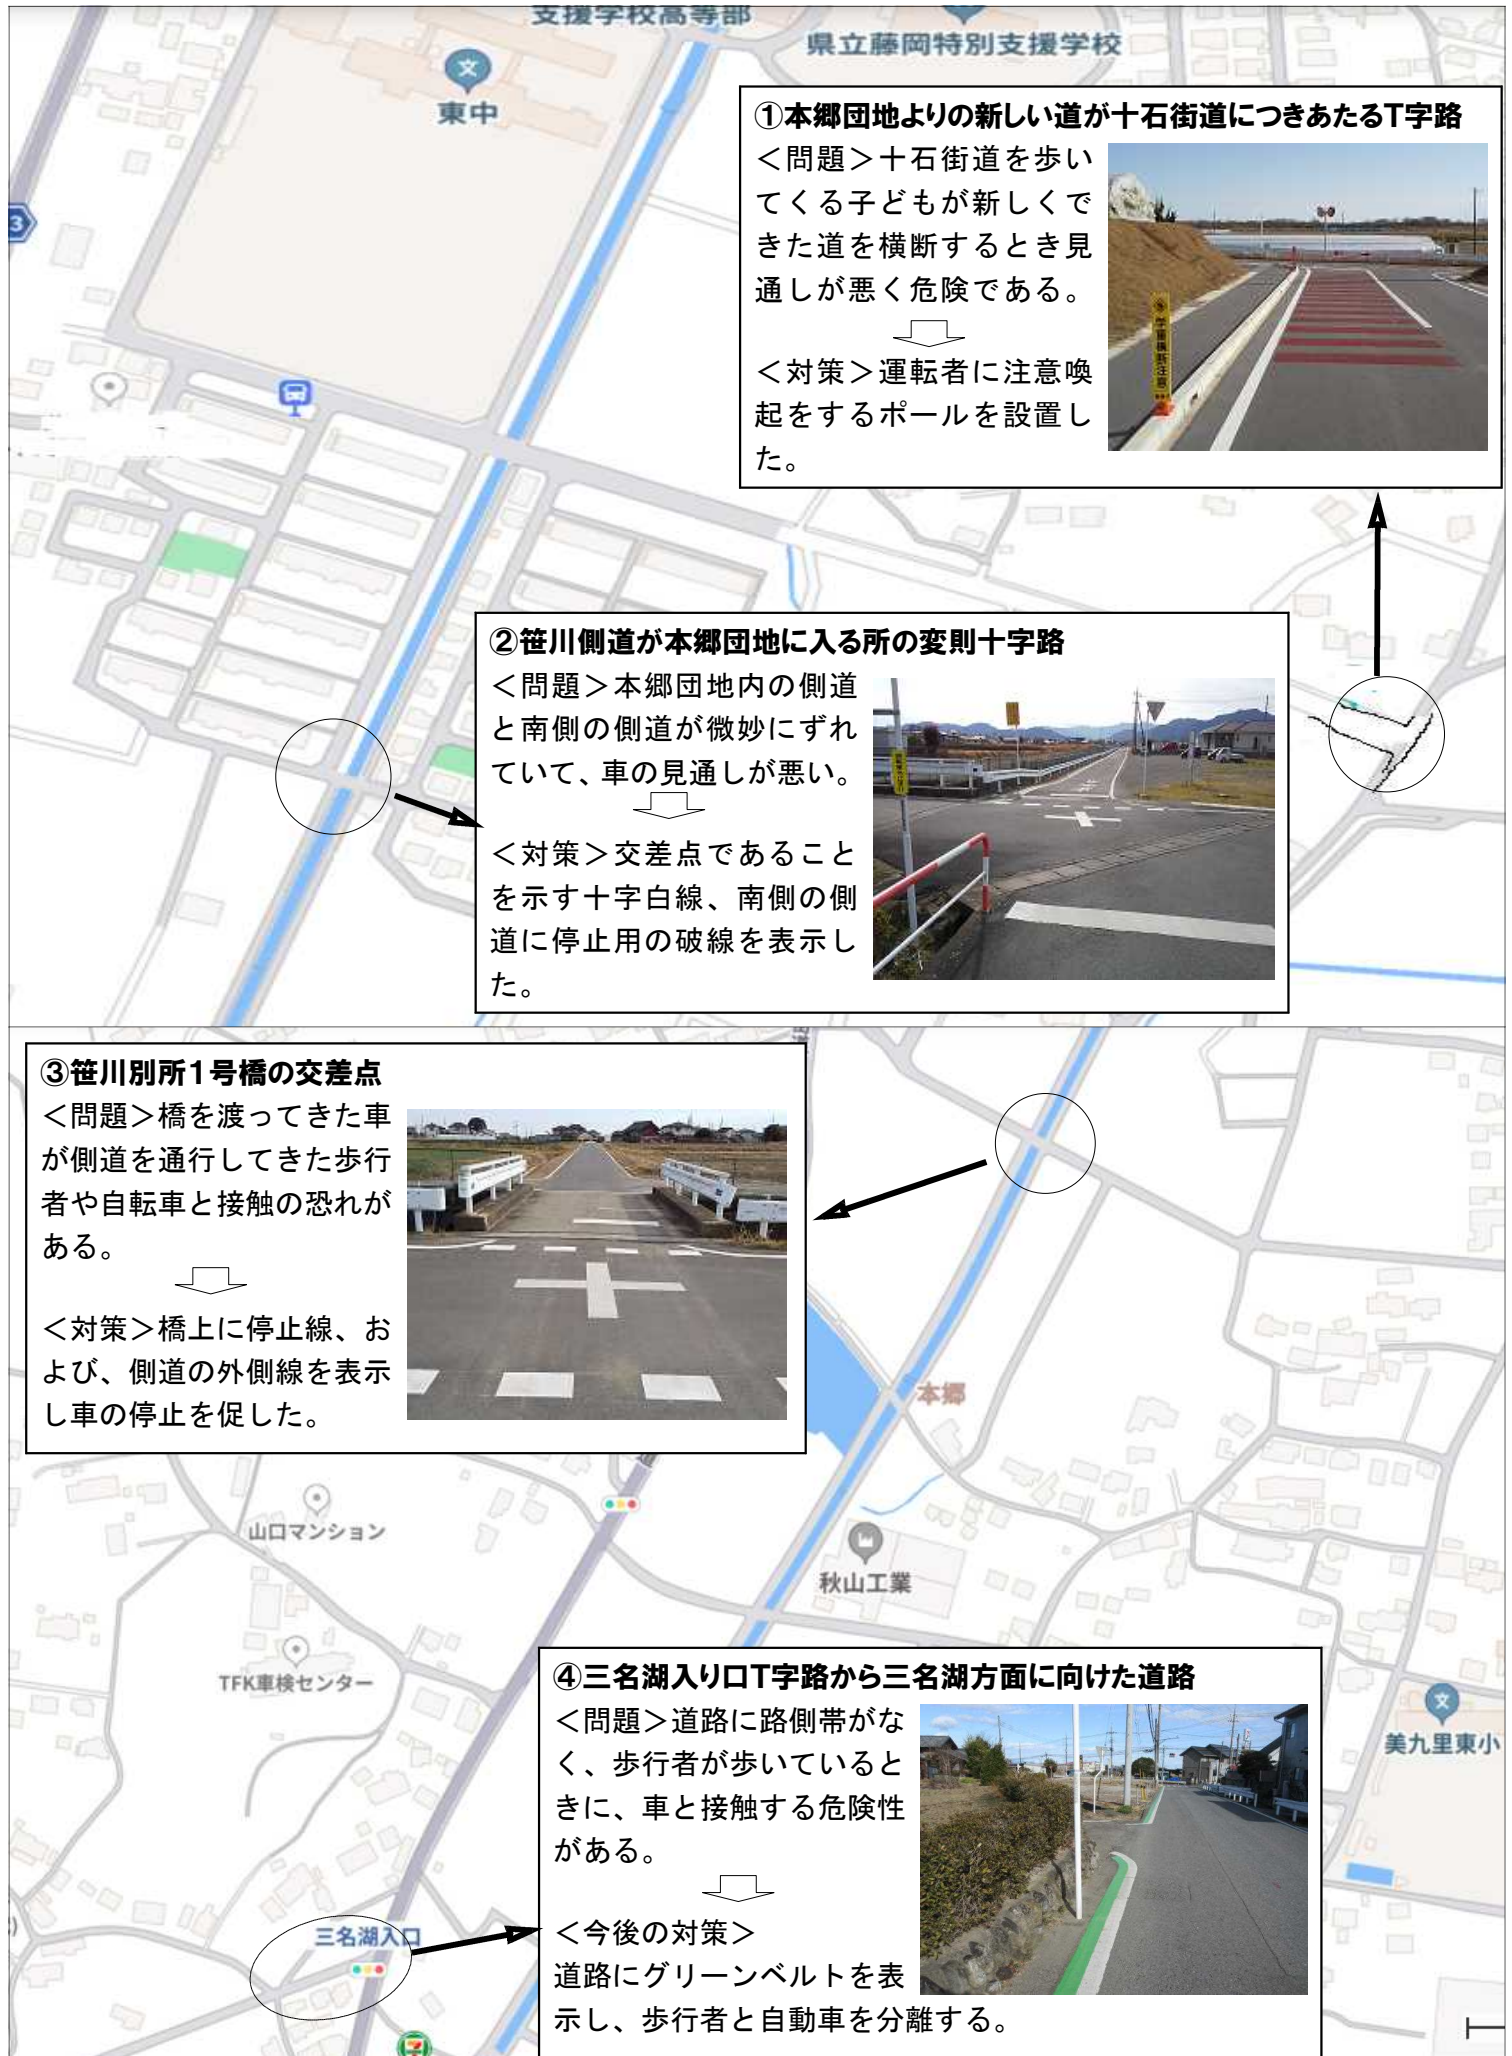 支援学校高等部
県立藤岡特別支援学校
東中
3
①本郷団地よりの新しい道が十石街道につきあたるT字路
＜問題＞十石街道を歩い
てくる子どもが新しくで
きた道を横断するとき見
通しが悪く危険である。
＜対策＞運転者に注意喚
起をするポールを設置し
た。
学童横断注意
②笹川側道が本郷団地に入る所の変則十字路
＜問題＞本郷団地内の側道
と南側の側道が微妙にずれ
ていて、車の見通しが悪い。
＜対策＞交差点であること
を示す十字白線、南側の側
道に停止用の破線を表示し
た。
③笹川別所1号橋の交差点
＜問題＞橋を渡ってきた車
が側道を通行してきた歩行
者や自転車と接触の恐れが
ある。
＜対策＞橋上に停止線、お
よび、側道の外側線を表示
し車の停止を促した。
本郷
山口マンション
秋山工業
TFK車検センター
④三名湖入り口T字路から三名湖方面に向けた道路
＜問題＞道路に路側帯がな
く、歩行者が歩いていると
きに、車と接触する危険性
がある。
＜今後の対策＞
道路にグリーンベルトを表
示し、歩行者と自動車を分離する。
美九里東小
三名湖入口